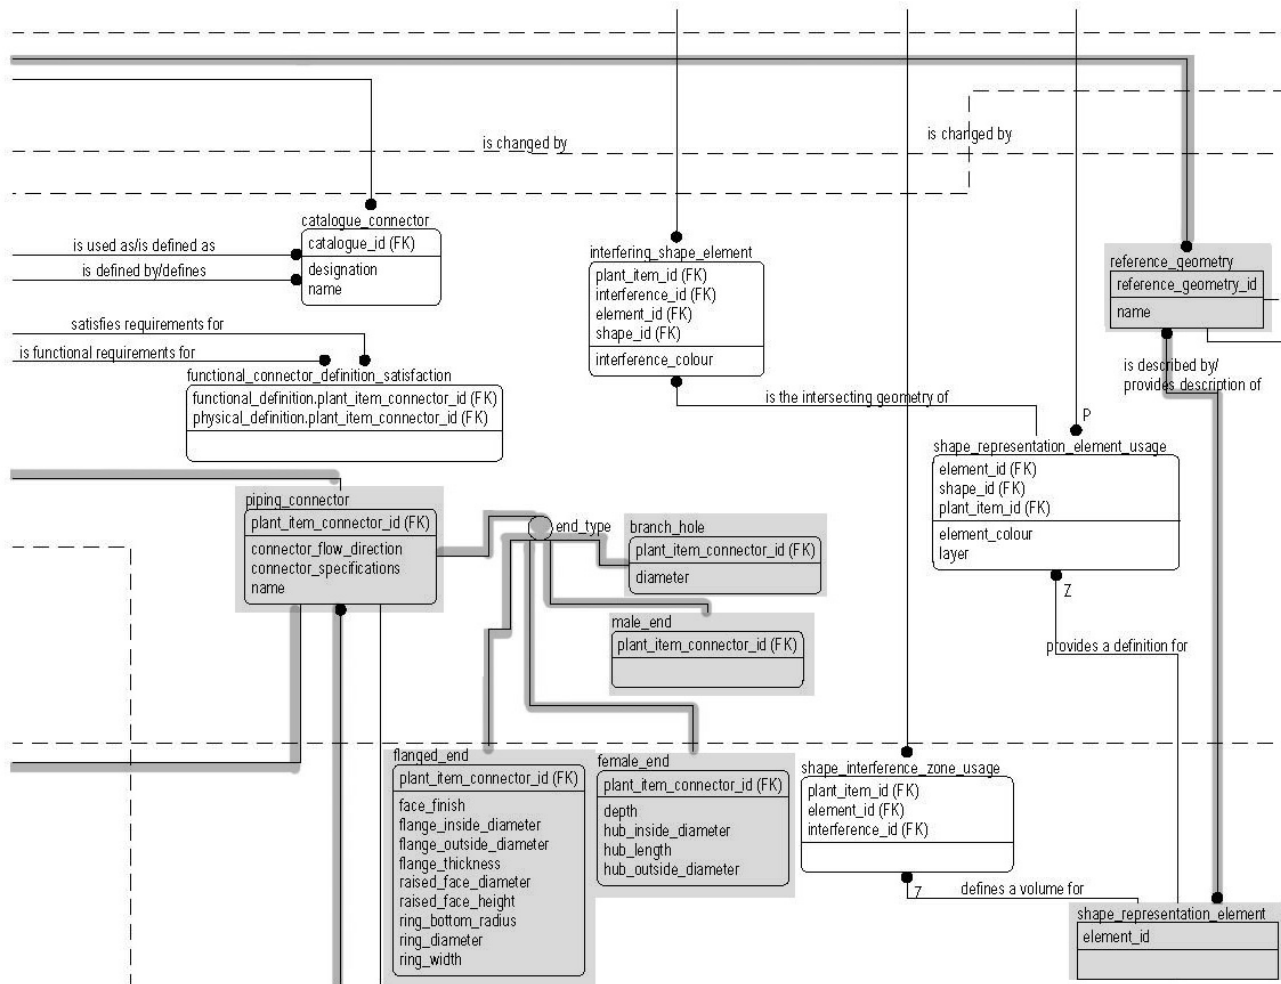 is changed by
is changed by
catalogue_connector
catalogue_id (FK)
designation
name
is used as/is defined as
is defined by/defines
satisfies requirements for
is functional requirements for
functional_connector_definition_satisfaction
functional_definition.plant_item_connector_id (FK)
physical_definition.plant_item_connector_id (FK)
interfering_shape_element
plant_item_id (FK)
interference_id (FK)
element_id (FK)
shape_id (FK)
interference_colour
is the intersecting geometry of
reference_geometry
reference_geometry_id
name
is described by/
provides description of
P
shape_representation_element_usage
element_id (FK)
shape_id (FK)
plant_item_id (FK)
element_colour
layer
Z
provides a definition for
piping_connector
plant_item_connector_id (FK)
connector_flow_direction
connector_specifications
name
end_type
branch_hole
plant_item_connector_id (FK)
diameter
male_end
plant_item_connector_id (FK)
flanged_end
plant_item_connector_id (FK)
face_finish
flange_inside_diameter
flange_outside_diameter
flange_thickness
raised_face_diameter
raised_face_height
ring_bottom_radius
ring_diameter
ring_width
female_end
plant_item_connector_id (FK)
depth
hub_inside_diameter
hub_length
hub_outside_diameter
shape_interference_zone_usage
plant_item_id (FK)
element_id (FK)
interference_id (FK)
Z
defines a volume for
shape_representation_element
element_id